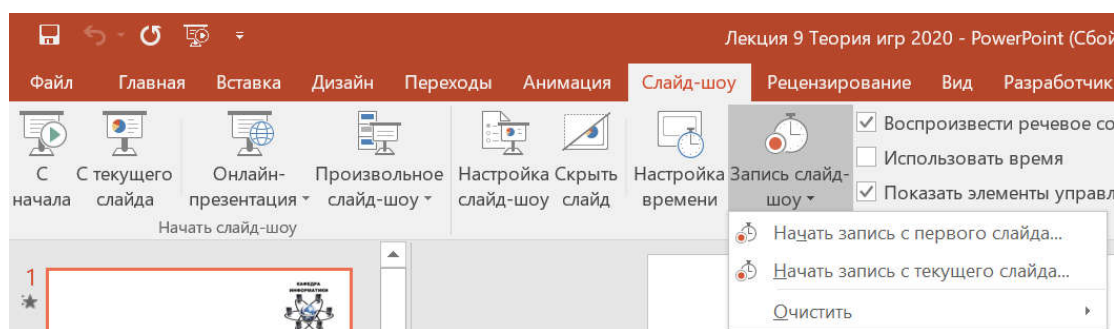 Лекция 9 Теория игр 2020 - PowerPoint (Сбой
Файл Главная Вставка Дизайн Переходы Анимация Слайд-шоу Рецензирование Вид Разработчик
С начала
С текущего слайда
Онлайн-презентация
Произвольное слайд-шоу
Настройка слайд-шоу
Скрыть слайд
Настройка времени
Запись слайд-шоу
Воспроизвести речевое со
Использовать время
Показать элементы управл
Начать слайд-шоу
Начать запись с первого слайда...
Начать запись с текущего слайда...
Очистить
1
КАФЕДРА
ИНФОРМАТИКИ